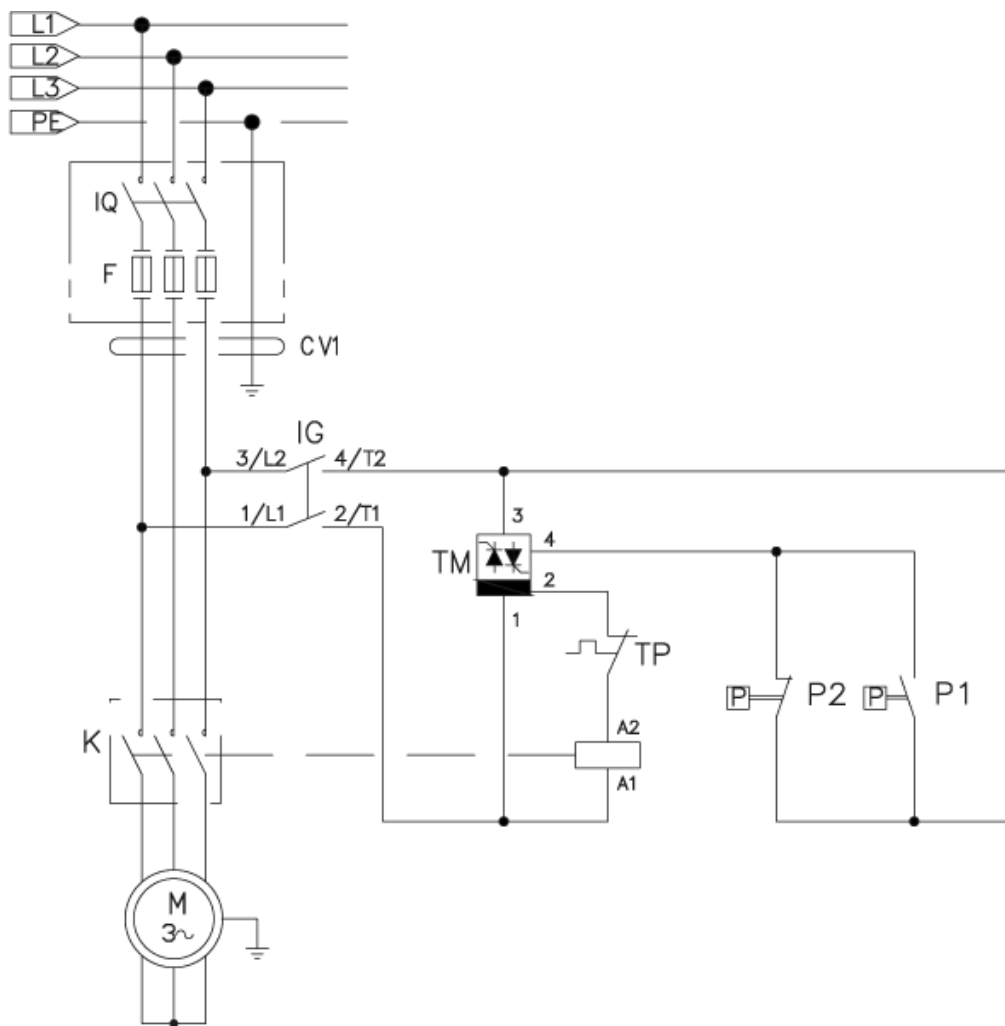 L1
L2
L3
PE
IQ
F
CV1
IG
3/L2 4/T2
1/L1 2/T1
3
4
TM
2
1
TP
P P2 P P1
A2
K
A1
M
3~